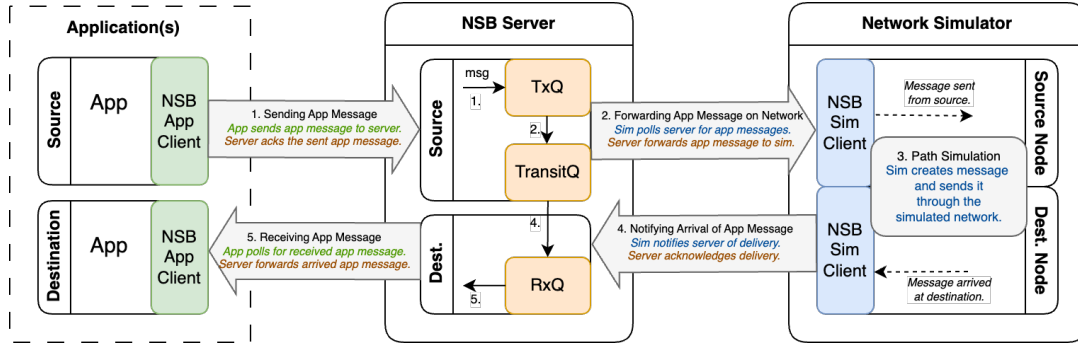 Application(s)
Source
App
NSB
App
Client
Destination
App
NSB
App
Client
1. Sending App Message
App sends app message to server.
Server acks the sent app message.
5. Receiving App Message
App polls for received app message.
Server forwards arrived app message.
NSB Server
Source
msg
1.
TxQ
2.
TransitQ
4.
Dest.
RxQ
5.
2. Forwarding App Message on Network
Sim polls server for app messages.
Server forwards app message to sim.
4. Notifying Arrival of App Message
Sim notifies server of delivery.
Server acknowledges delivery.
Network Simulator
NSB
Sim
Client
Message sent
from source.
Source Node
3. Path Simulation
Sim creates message
and sends it
through the
simulated network.
NSB
Sim
Client
Message arrived
at destination.
Dest. Node